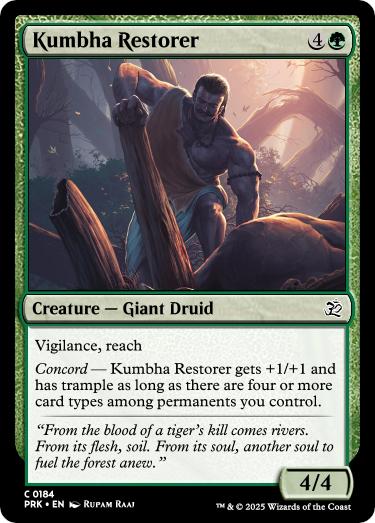 Kumbha Restorer 4
Creature — Giant Druid
Vigilance, reach
Concord — Kumbha Restorer gets +1/+1 and
has trample as long as there are four or more
card types among permanents you control.
“From the blood of a tiger’s kill comes rivers.
From its flesh, soil. From its soul, another soul to
fuel the forest anew.”
4/4
C 0184
PRK • EN Rupam Raaj
™ & © 2025 Wizards of the Coast